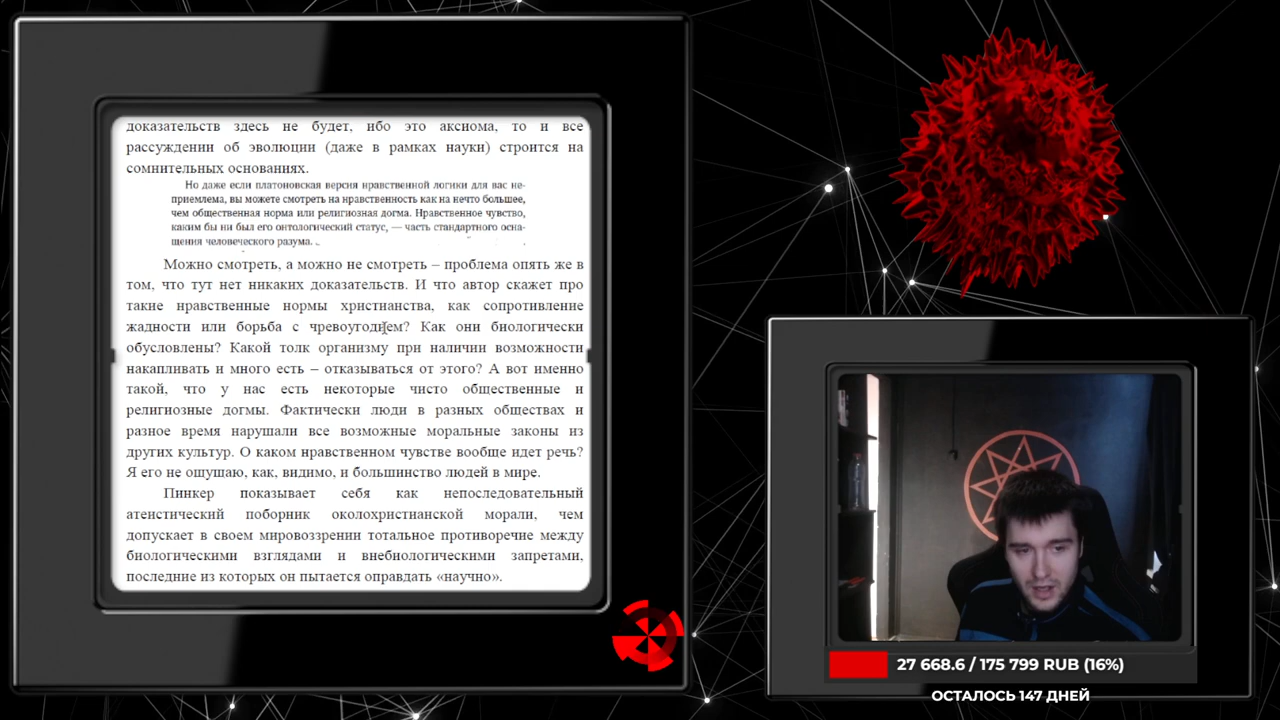 доказательств здесь не будет, ибо это аксиома, то и все
рассуждении об эволюции (даже в рамках науки) строится на
сомнительных основаниях.
Но даже если платоновская версия нравственной логики для вас не-
приемлема, вы можете смотреть на нравственность как на нечто большее,
чем общественная норма или религиозная догма. Нравственное чувство,
каким бы ни был его онтологический статус, — часть стандартного осна-
щения человеческого разума.
Можно смотреть, а можно не смотреть – проблема опять же в
том, что тут нет никаких доказательств. И что автор скажет про
такие нравственные нормы христианства, как сопротивление
жадности или борьба с чревоугодием? Как они биологически
обусловлены? Какой толк организму при наличии возможности
накапливать и много есть – отказываться от этого? А вот именно
такой, что у нас есть некоторые чисто общественные и
религиозные догмы. Фактически люди в разных обществах и
разное время нарушали все возможные моральные законы из
других культур. О каком нравственном чувстве вообще идет речь?
Я его не ощущаю, как, видимо, и большинство людей в мире.
Пинкер показывает себя как непоследовательный
атеистический поборник околохристианской морали, чем
допускает в своем мировоззрении тотальное противоречие между
биологическими взглядами и внебиологическими запретами,
последние из которых он пытается оправдать «научно».
27 668.6 / 175 799 RUB (16%)
ОСТАЛОСЬ 147 ДНЕЙ